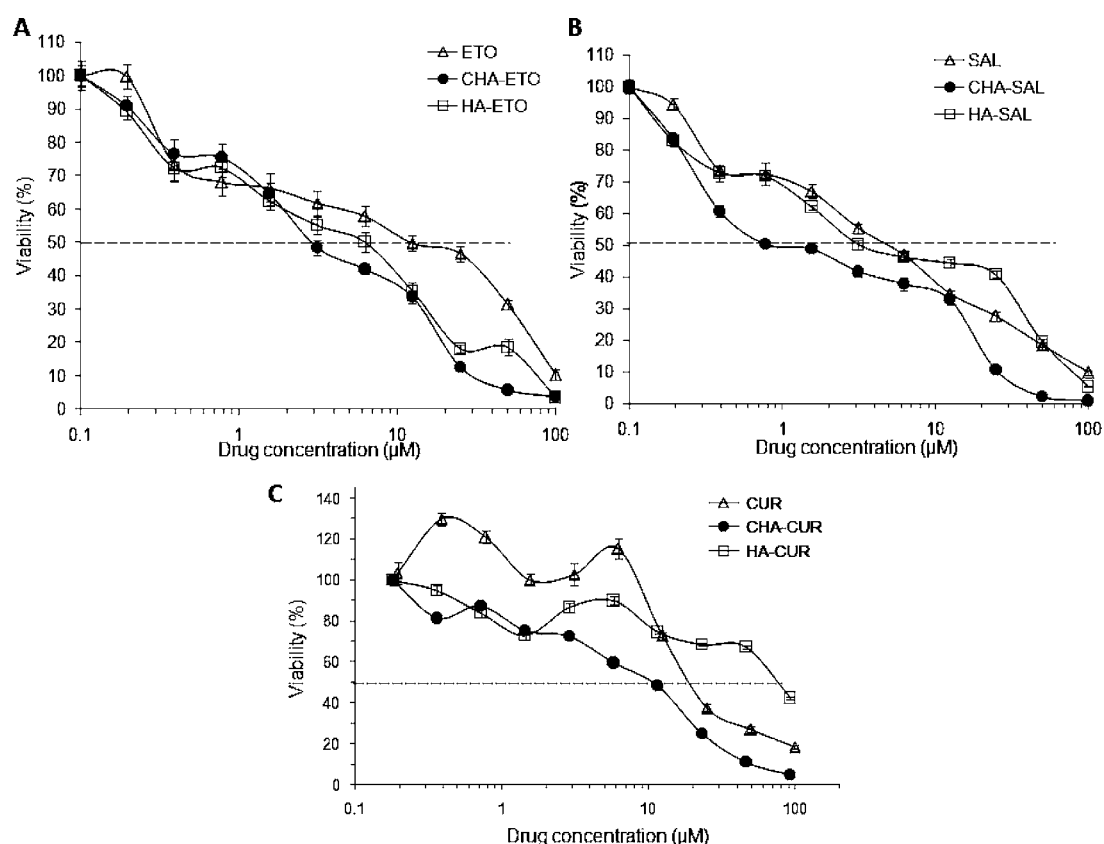 A
110
100
90
80
70
60
50
40
30
20
10
0
Viability (%)
ETO
CHA-ETO
HA-ETO
0.1
1
10
100
Drug concentration (µM)
B
110
100
90
80
70
60
50
40
30
20
10
0
Viability (%)
SAL
CHA-SAL
HA-SAL
0.1
1
10
100
Drug concentration (µM)
C
140
120
100
80
60
40
20
0
Viability (%)
CUR
CHA-CUR
HA-CUR
0.1
1
10
100
Drug concentration (µM)